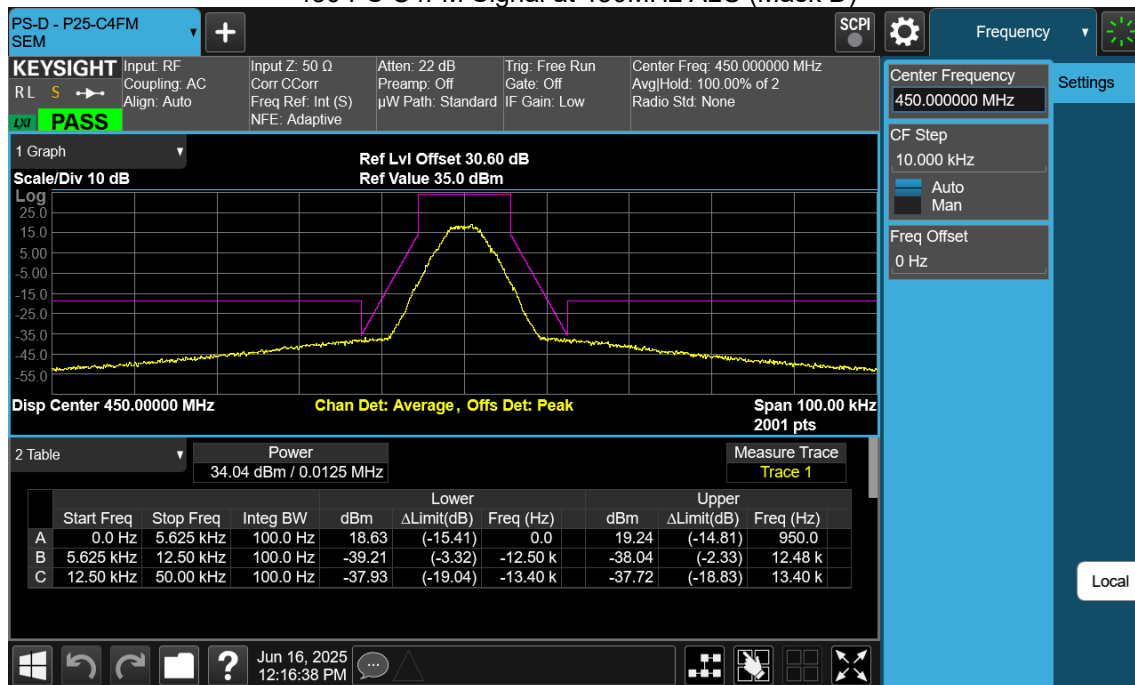 PS-D - P25-C4FM
SEM
+
SCPI
Frequency
KEYSIGHT
RL S
LXI PASS
Input: RF
Coupling: AC
Align: Auto
Input Z: 50 Ω
Corr CCorr
Freq Ref: Int (S)
NFE: Adaptive
Atten: 22 dB
Preamp: Off
µW Path: Standard
Trig: Free Run
Gate: Off
IF Gain: Low
Center Freq: 450.000000 MHz
Avg|Hold: 100.00% of 2
Radio Std: None
Center Frequency
450.000000 MHz
Settings
CF Step
10.000 kHz
Auto
Man
Freq Offset
0 Hz
1 Graph
Scale/Div 10 dB
Ref Lvl Offset 30.60 dB
Ref Value 35.0 dBm
Log
25.0
15.0
5.00
-5.00
-15.0
-25.0
-35.0
-45.0
-55.0
Disp Center 450.00000 MHz
Chan Det: Average , Offs Det: Peak
Span 100.00 kHz
2001 pts
2 Table
Power
34.04 dBm / 0.0125 MHz
Measure Trace
Trace 1
Lower Upper
Start Freq Stop Freq Integ BW dBm ΔLimit(dB) Freq (Hz) dBm ΔLimit(dB) Freq (Hz)
A 0.0 Hz 5.625 kHz 100.0 Hz 18.63 (-15.41) 0.0 19.24 (-14.81) 950.0
B 5.625 kHz 12.50 kHz 100.0 Hz -39.21 (-3.32) -12.50 k -38.04 (-2.33) 12.48 k
C 12.50 kHz 50.00 kHz 100.0 Hz -37.93 (-19.04) -13.40 k -37.72 (-18.83) 13.40 k
Local
?
Jun 16, 2025
12:16:38 PM